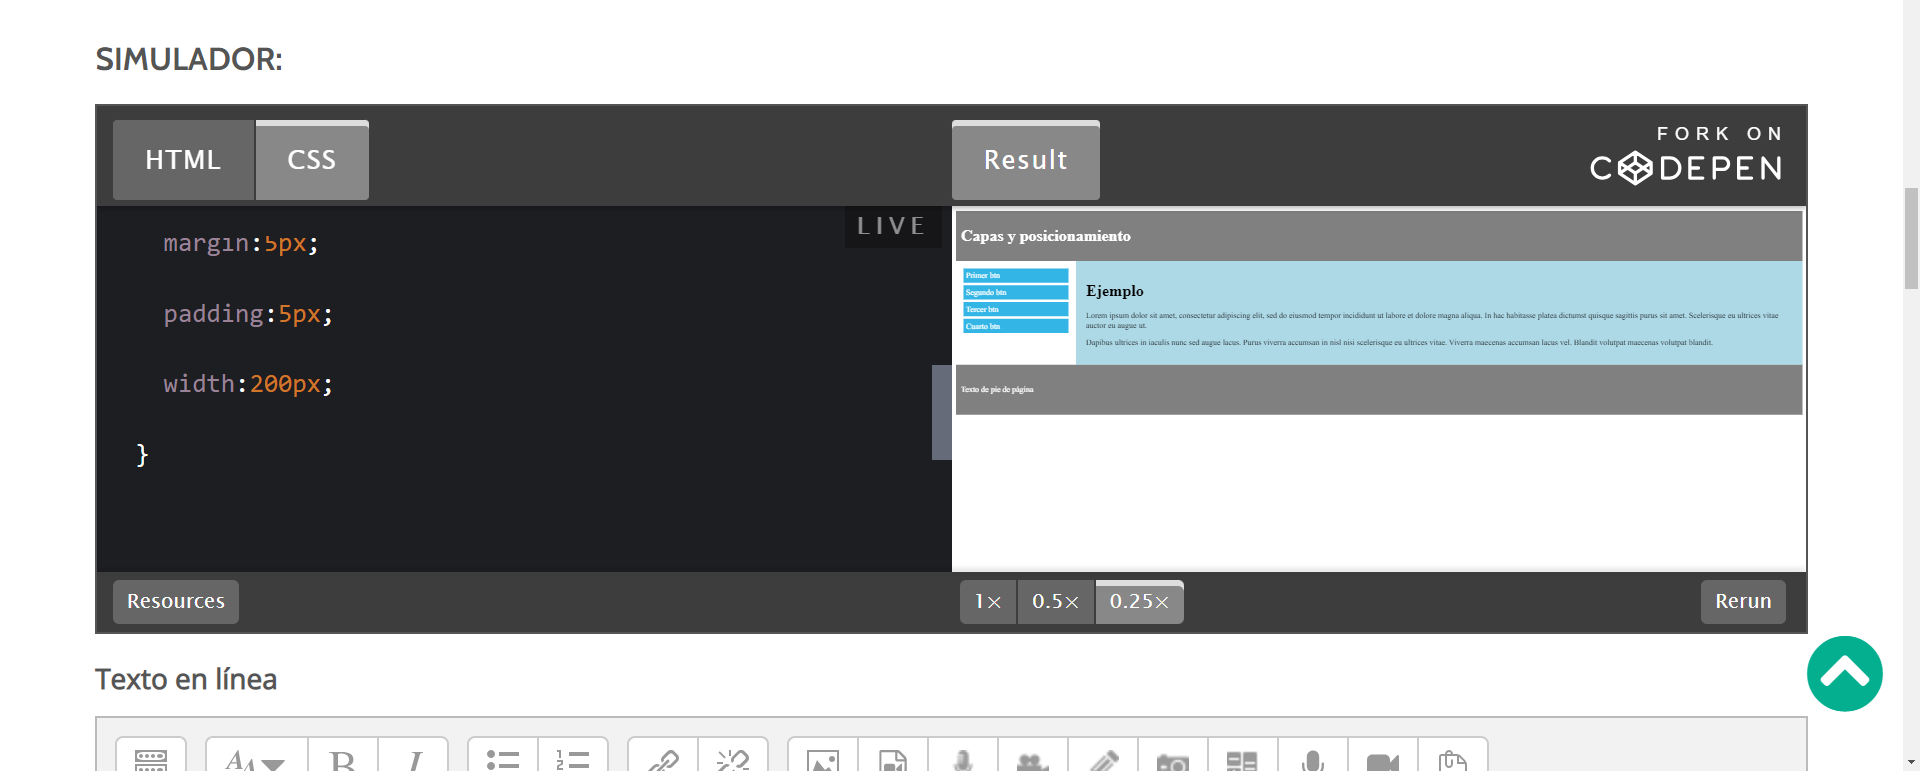 SIMULADOR:
HTML
CSS
Result
FORK ON
CODEPEN
LIVE
margin:5px;
padding:5px;
width:200px;
}
Capas y posicionamiento
Primer btn
Segundo btn
Tercer btn
Cuarto btn
Ejemplo
Lorem ipsum dolor sit amet, consectetur adipiscing elit, sed do eiusmod tempor incididunt ut labore et dolore magna aliqua. In hac habitasse platea dictumst quisque sagittis purus sit amet. Scelerisque eu ultrices vitae
auctor eu augue ut.
Dapibus ultrices in iaculis nunc sed augue lacus. Purus viverra accumsan in nisl nisi scelerisque eu ultrices vitae. Viverra maecenas accumsan lacus vel. Blandit volutpat maecenas volutpat blandit.
Texto de pie de página
Resources
1×
0.5×
0.25×
Rerun
Texto en línea